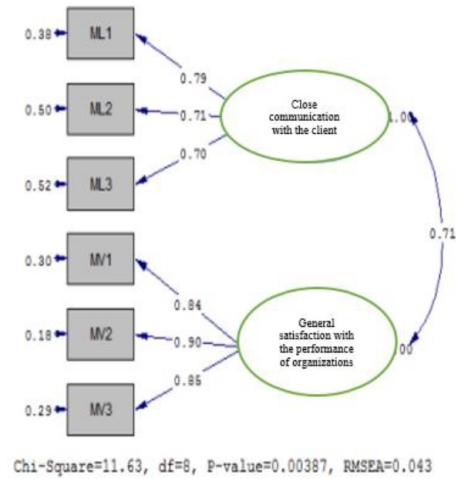 0.38 ML1
0.79
0.50 ML2
0.71
Close
communication
with the client
1.00
0.70
0.52 ML3
0.71
0.30 MV1
0.84
0.18 MV2
0.90
General
satisfaction with
the performance
of organizations
00
0.85
0.29 MV3
Chi-Square=11.63, df=8, P-value=0.00387, RMSEA=0.043